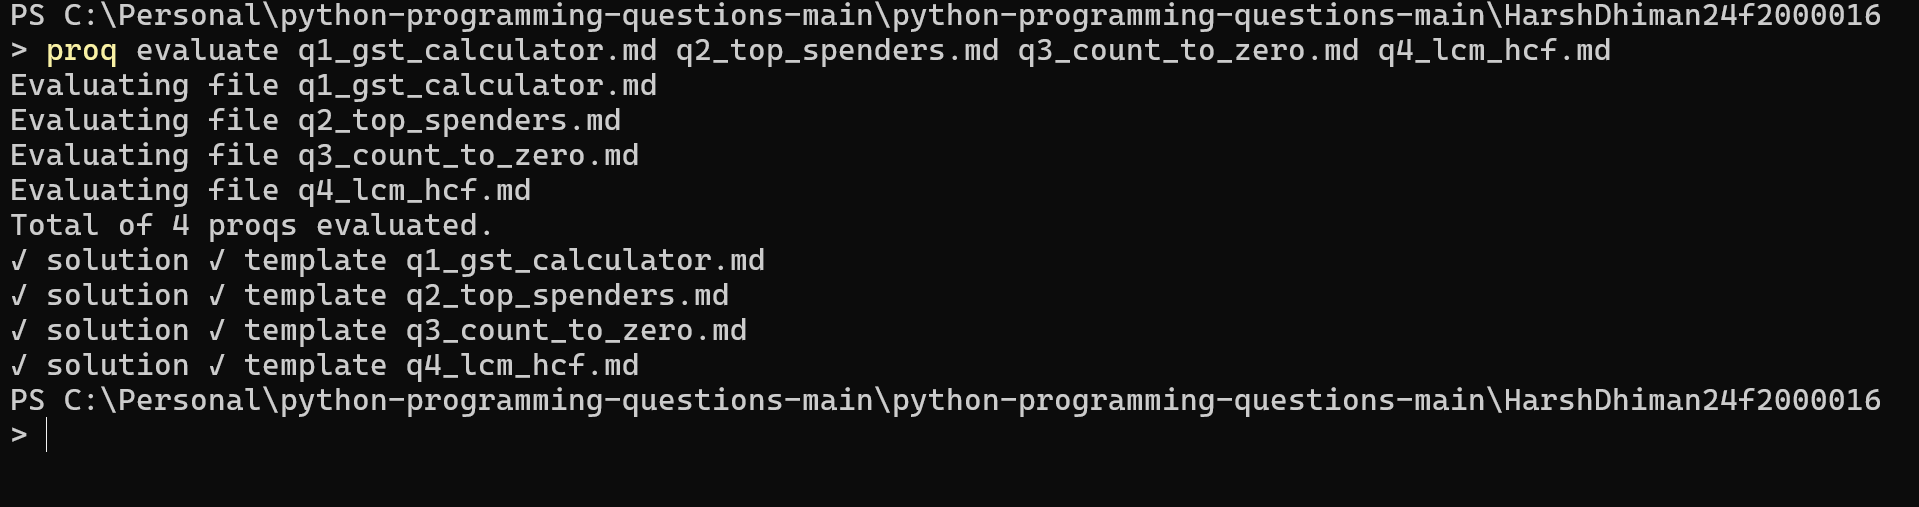 PS C:\Personal\python-programming-questions-main\python-programming-questions-main\HarshDhiman24f2000016
> proq evaluate q1_gst_calculator.md q2_top_spenders.md q3_count_to_zero.md q4_lcm_hcf.md
Evaluating file q1_gst_calculator.md
Evaluating file q2_top_spenders.md
Evaluating file q3_count_to_zero.md
Evaluating file q4_lcm_hcf.md
Total of 4 proqs evaluated.
√ solution √ template q1_gst_calculator.md
√ solution √ template q2_top_spenders.md
√ solution √ template q3_count_to_zero.md
√ solution √ template q4_lcm_hcf.md
PS C:\Personal\python-programming-questions-main\python-programming-questions-main\HarshDhiman24f2000016
>